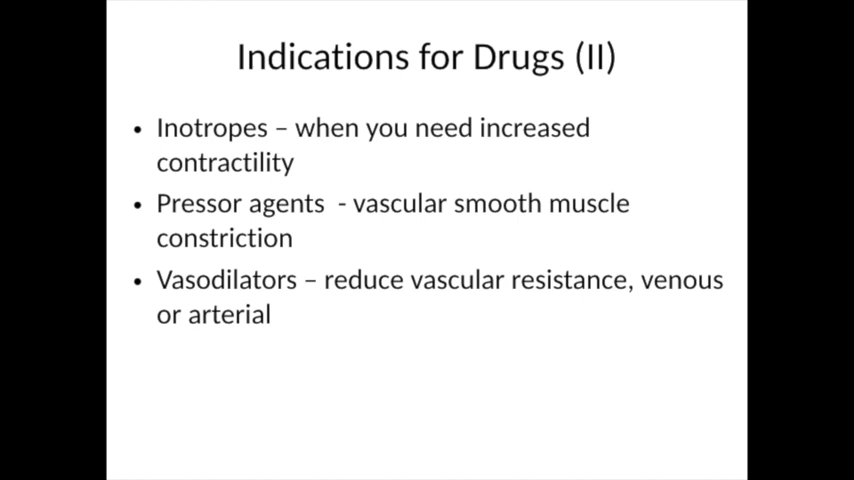 Indications for Drugs (II)
• Inotropes – when you need increased
contractility
• Pressor agents  - vascular smooth muscle
constriction
• Vasodilators – reduce vascular resistance, venous
or arterial